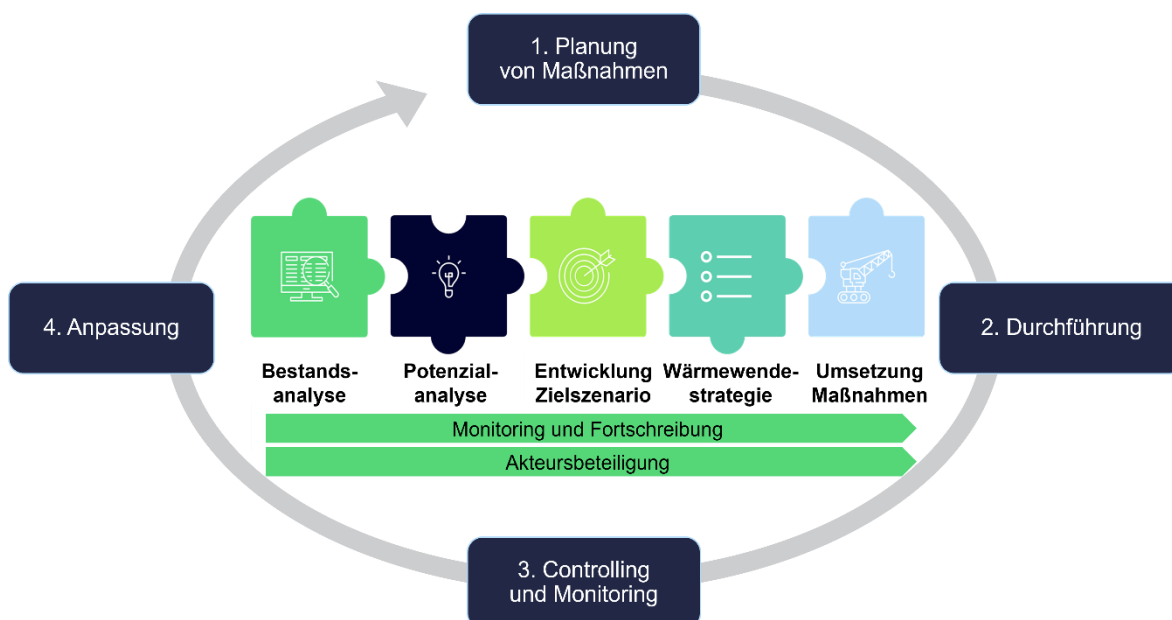 1. Planung
von Maßnahmen
4. Anpassung
2. Durchführung
Bestands-
analyse
Potenzial-
analyse
Entwicklung
Zielszenario
Wärmewende-
strategie
Umsetzung
Maßnahmen
Monitoring und Fortschreibung
Akteursbeteiligung
3. Controlling
und Monitoring